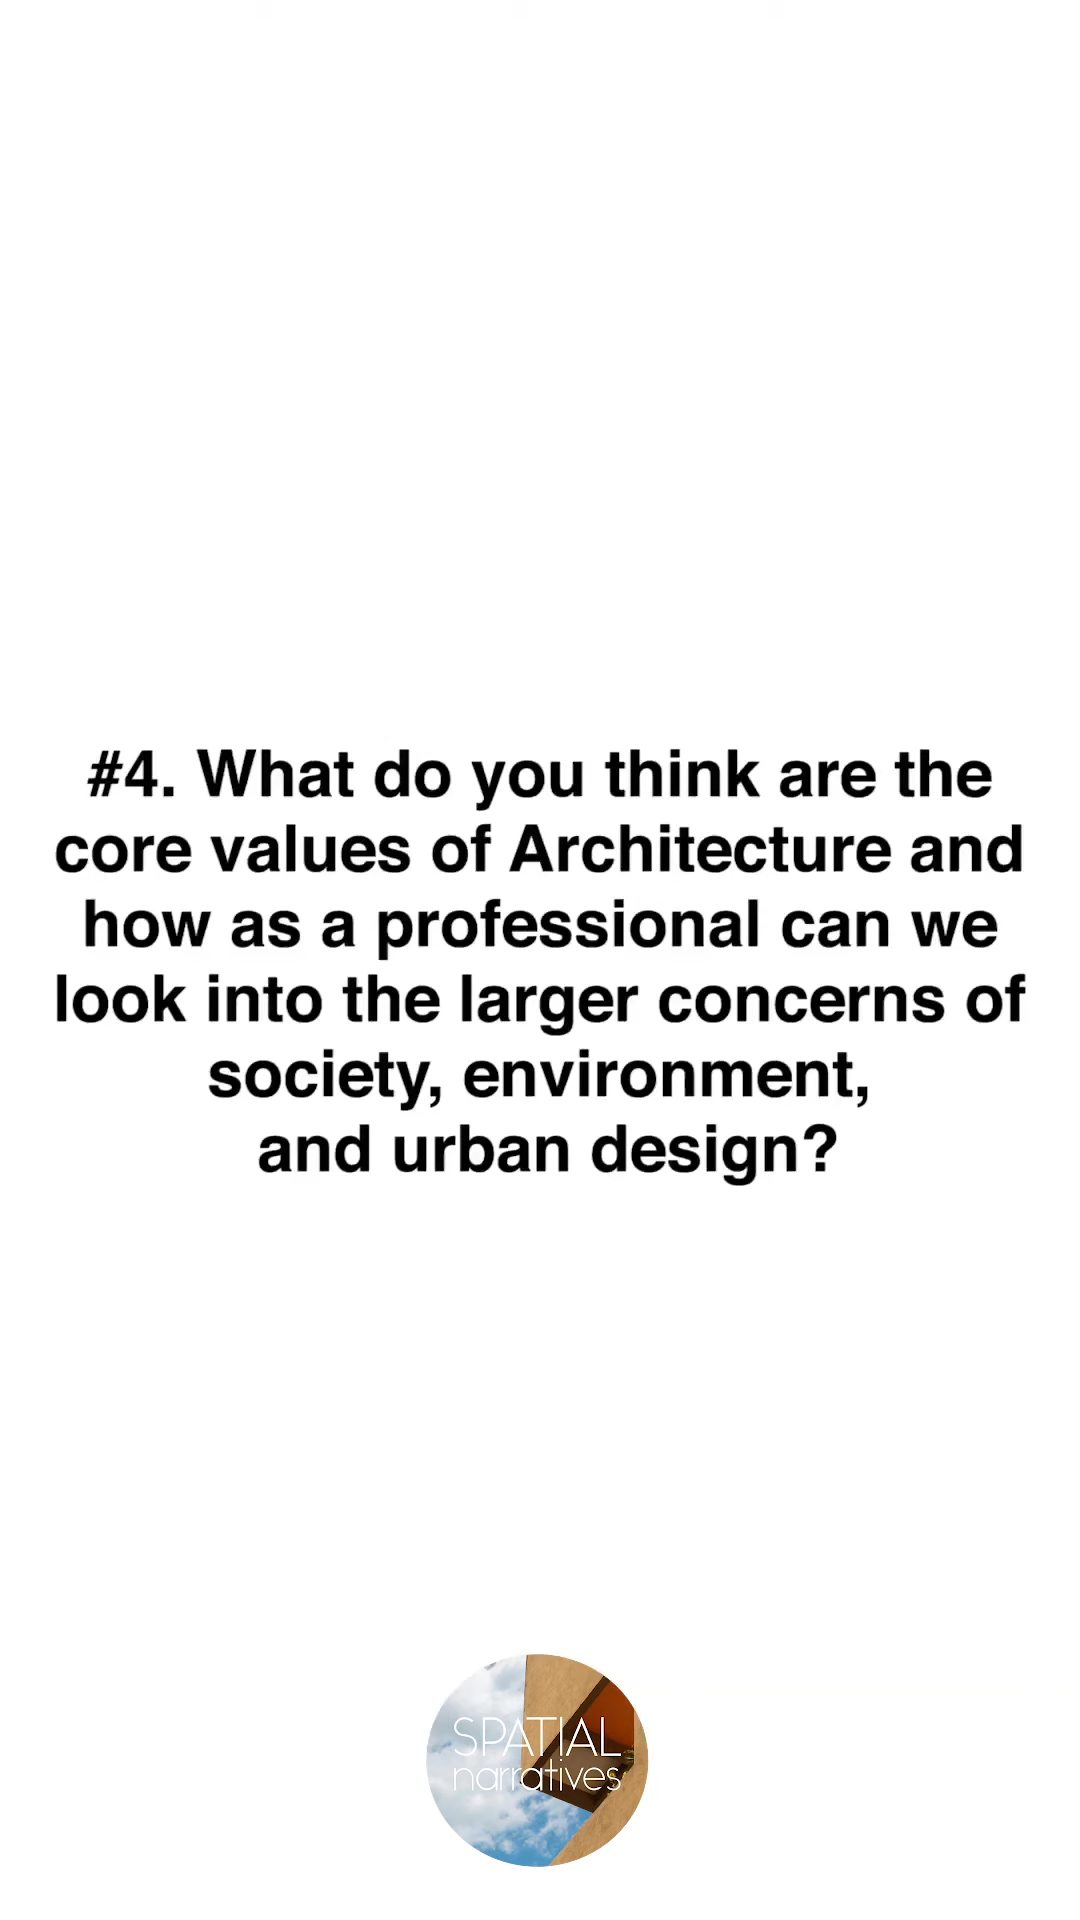 #4. What do you think are the
core values of Architecture and
how as a professional can we
look into the larger concerns of
society, environment,
and urban design?
SPATIAL
narratives